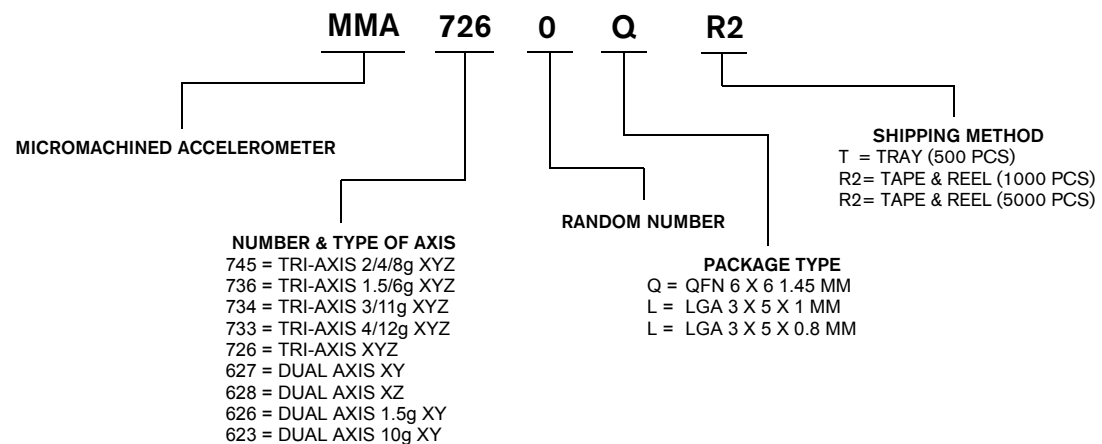 MMA 726 0 Q R2
MICROMACHINED ACCELEROMETER
NUMBER & TYPE OF AXIS
745 = TRI-AXIS 2/4/8g XYZ
736 = TRI-AXIS 1.5/6g XYZ
734 = TRI-AXIS 3/11g XYZ
733 = TRI-AXIS 4/12g XYZ
726 = TRI-AXIS XYZ
627 = DUAL AXIS XY
628 = DUAL AXIS XZ
626 = DUAL AXIS 1.5g XY
623 = DUAL AXIS 10g XY
RANDOM NUMBER
PACKAGE TYPE
Q = QFN 6 X 6 1.45 MM
L = LGA 3 X 5 X 1 MM
L = LGA 3 X 5 X 0.8 MM
SHIPPING METHOD
T = TRAY (500 PCS)
R2= TAPE & REEL (1000 PCS)
R2= TAPE & REEL (5000 PCS)